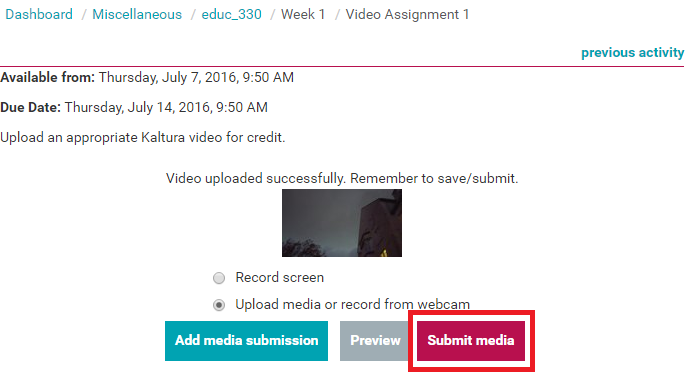 Dashboard / Miscellaneous / educ_330 / Week 1 / Video Assignment 1
previous activity
Available from: Thursday, July 7, 2016, 9:50 AM
Due Date: Thursday, July 14, 2016, 9:50 AM
Upload an appropriate Kaltura video for credit.
Video uploaded successfully. Remember to save/submit.
Record screen
Upload media or record from webcam
Add media submission Preview Submit media